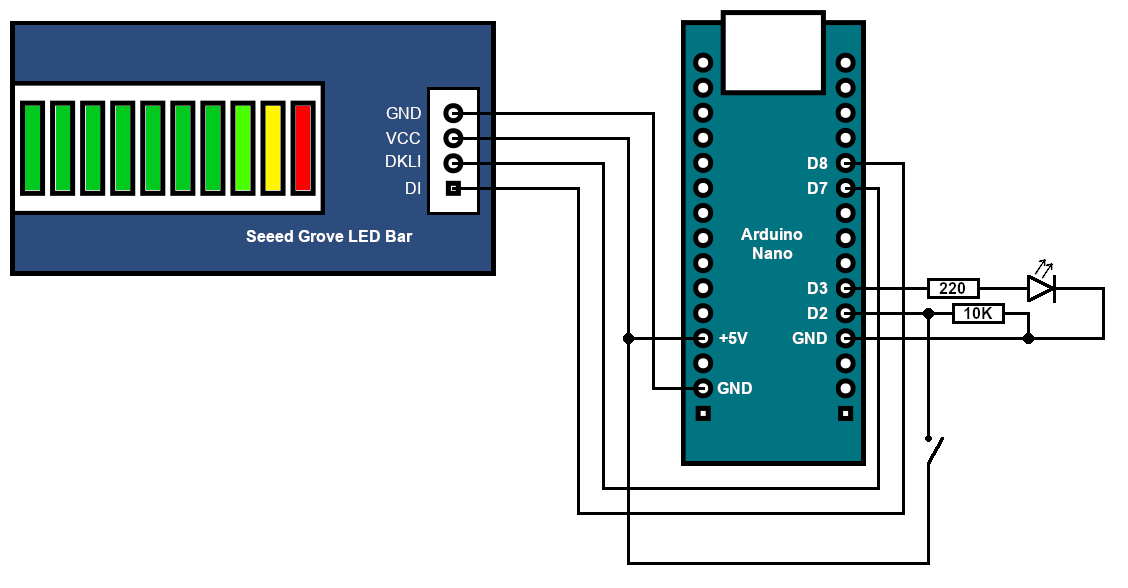 GND
VCC
DKLI
DI
Seeed Grove LED Bar
D8
D7
Arduino
Nano
D3
220
D2
10K
+5V
GND
GND